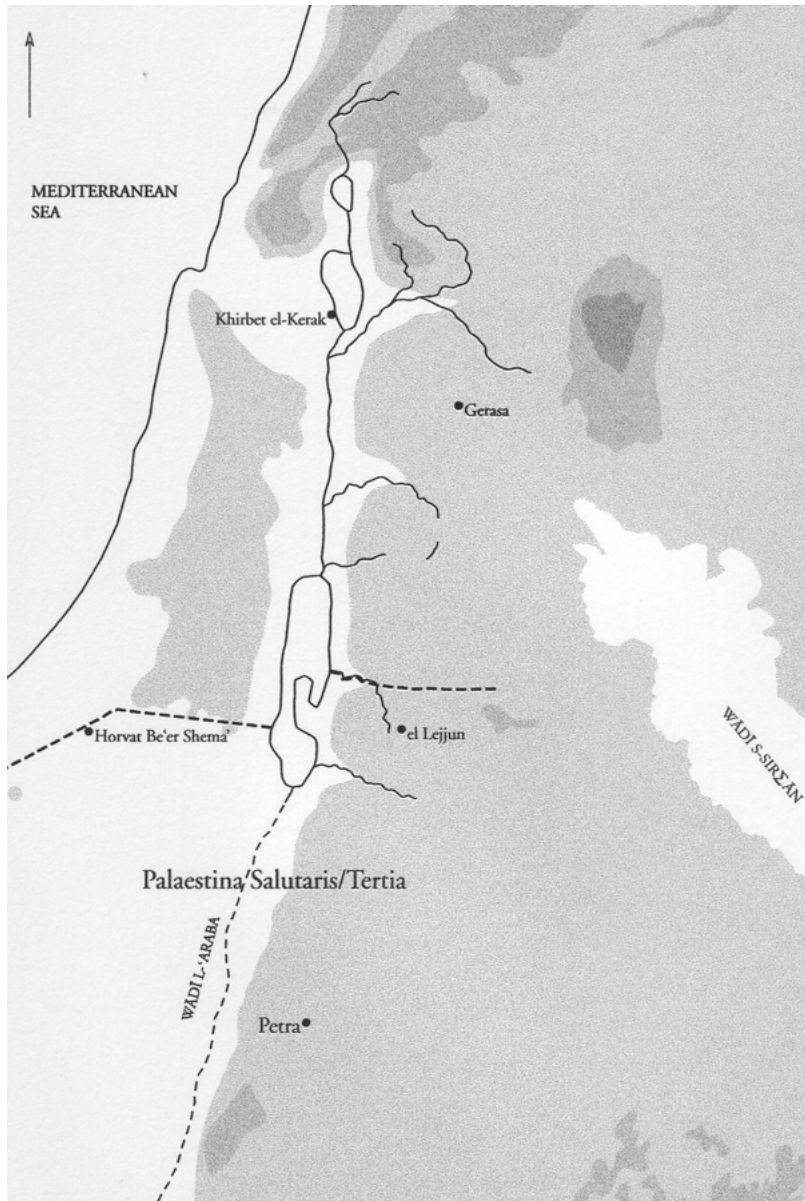 MEDITERRANEAN
SEA
Khirbet el-Kerak
Gerasa
Horvat Be‘er Shema’
el Lejjun
WĀDĪ S-SIRΣĀN
Palaestina Salutaris/Tertia
WĀDĪ L-‘ARABA
Petra